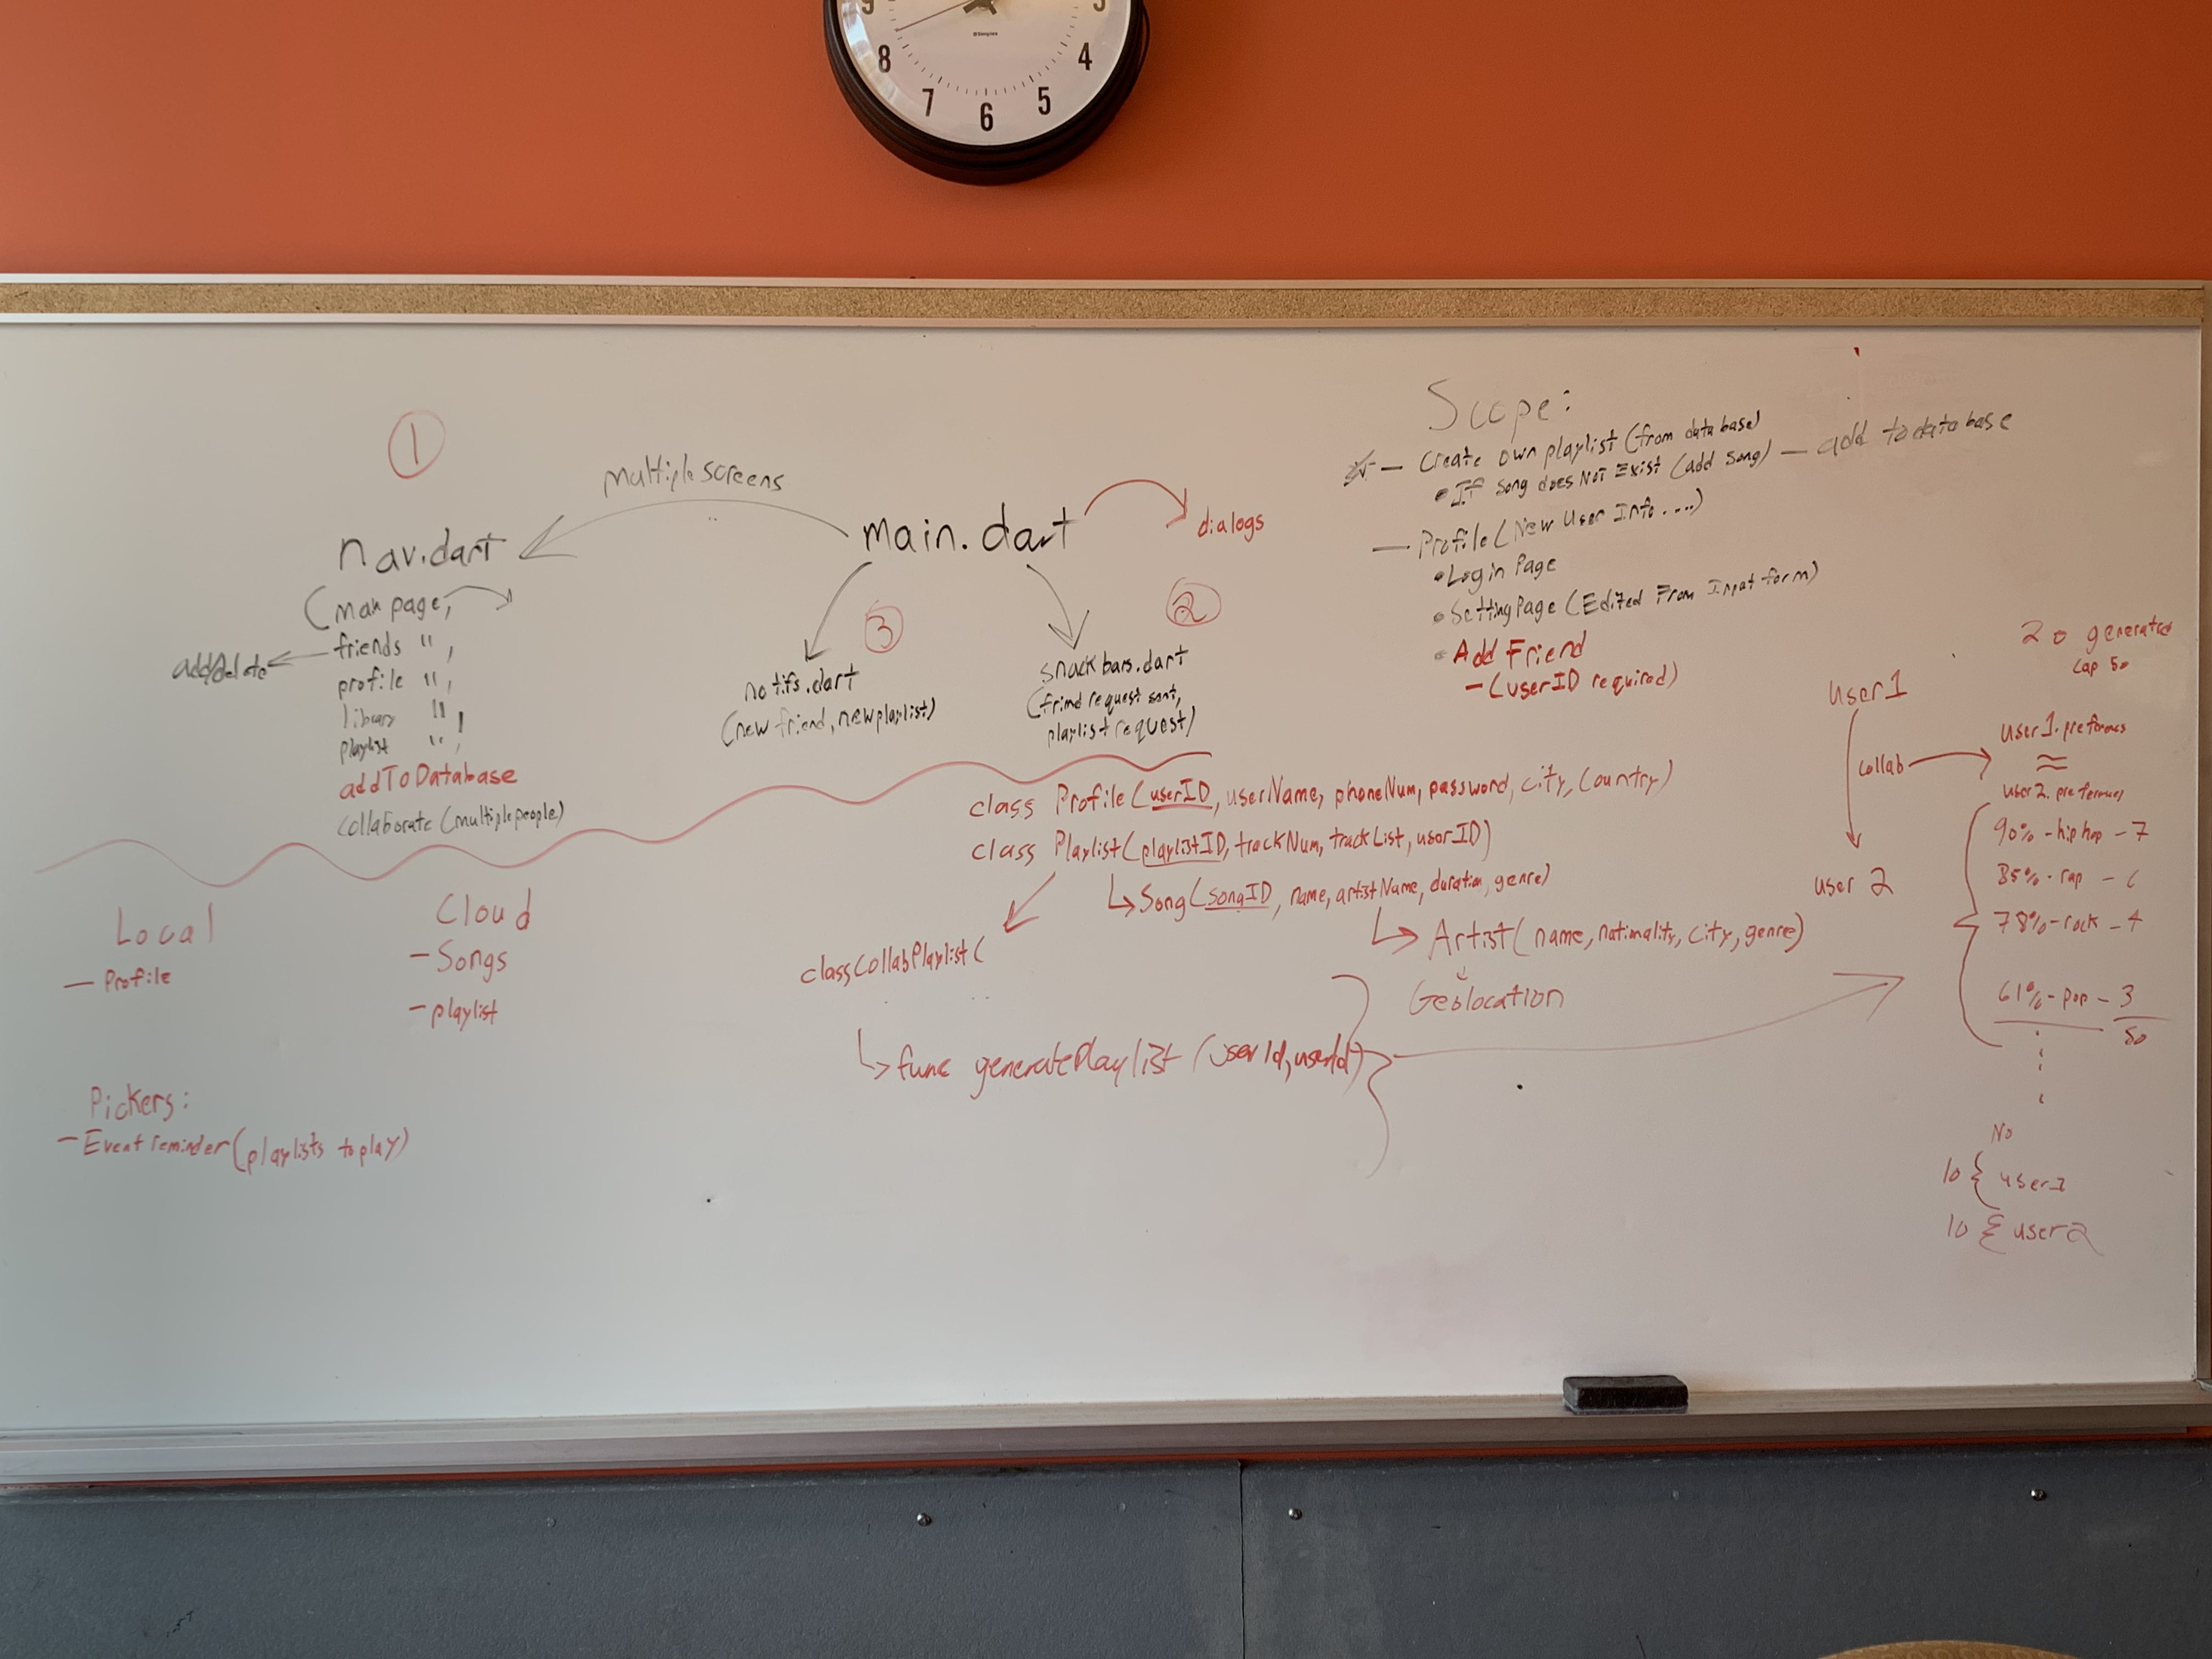 9
3
8
4
7
5
6
①
Multiple screens
nav.dart
(main page,
friends ",
add/delete
profile ",
library "
playlist ",
addToDatabase
collaborate (multiple people)
main.dart
dialogs
③
②
notifs.dart
(new friend, new playlist)
snackbars.dart
(friend request sent,
playlist request)
Scope:
— Create own playlist (from database)
• If song does Not Exist (add song) — add to database
— Profile (New User Info....)
• Login Page
• Setting Page (Edited From Input form)
• Add Friend
- (userID required)
20 generated
cap 50
user1
collab
user 2
user1.preferences
≈
user2.preferences
90% - hip hop - 7
85% - rap - 6
78% - rock - 4
61% - pop - 3
50
No
10 { user1
10 { user2
class Profile (userID, userName, phoneNum, password, city, Country)
class Playlist (playlistID, trackNum, trackList, userID)
↳ Song (songID, name, artistName, duration, genre)
↳ Artist (name, nationality, city, genre)
Geolocation
class CollabPlaylist (
↳ func generatePlaylist (userId, userId)
Local
— Profile
Cloud
- Songs
- playlist
Pickers:
- Event reminder (playlists to play)